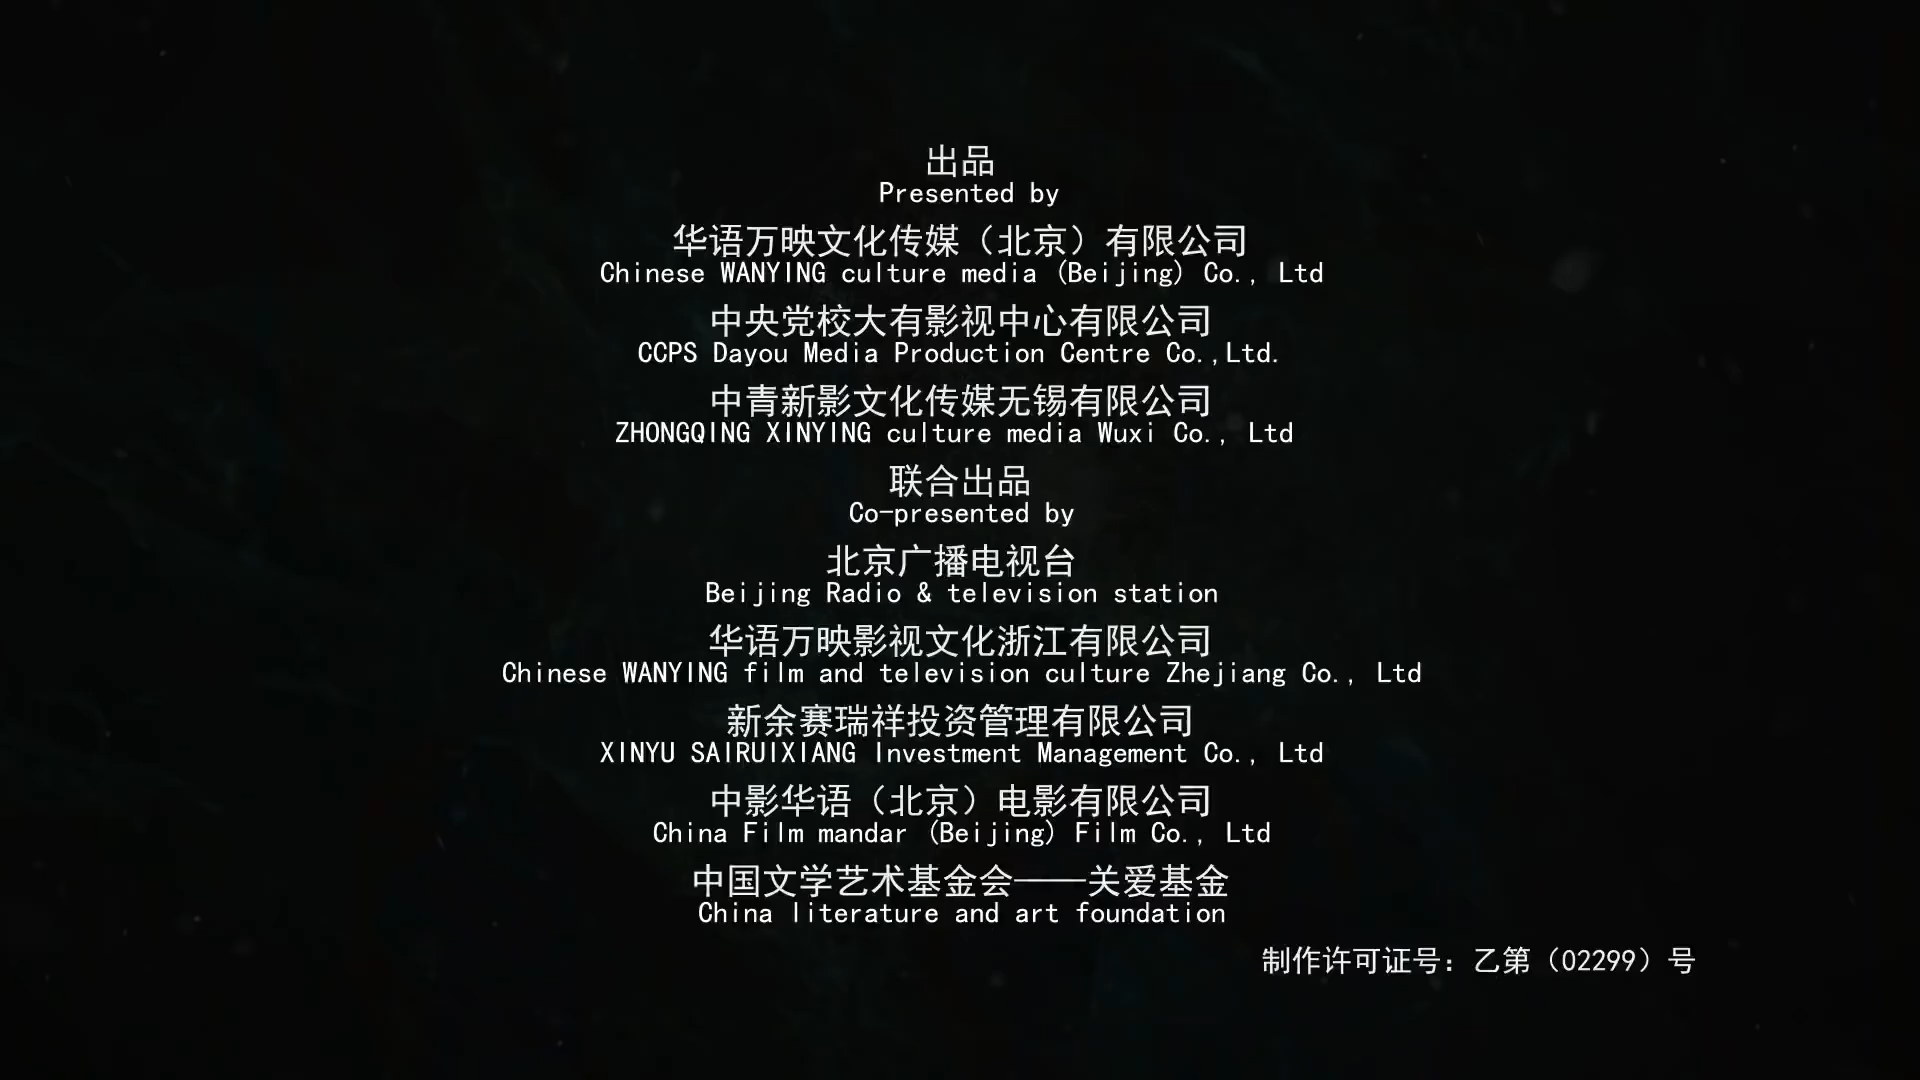 出品
Presented by
华语万映文化传媒（北京）有限公司
Chinese WANYING culture media (Beijing) Co., Ltd
中央党校大有影视中心有限公司
CCPS Dayou Media Production Centre Co.,Ltd.
中青新影文化传媒无锡有限公司
ZHONGQING XINYING culture media Wuxi Co., Ltd
联合出品
Co-presented by
北京广播电视台
Beijing Radio & television station
华语万映影视文化浙江有限公司
Chinese WANYING film and television culture Zhejiang Co., Ltd
新余赛瑞祥投资管理有限公司
XINYU SAIRUIXIANG Investment Management Co., Ltd
中影华语（北京）电影有限公司
China Film mandar (Beijing) Film Co., Ltd
中国文学艺术基金会——关爱基金
China literature and art foundation
制作许可证号：乙第（02299）号